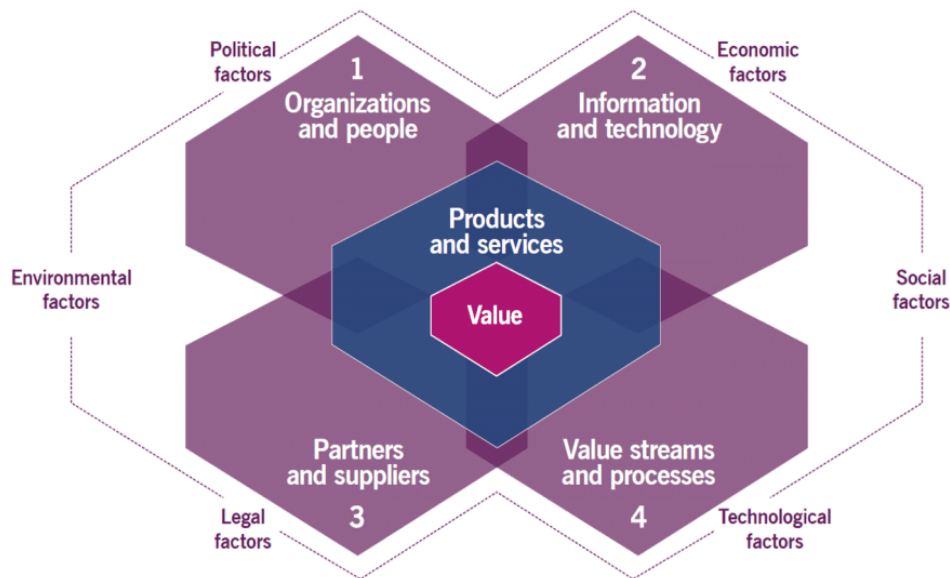 Political
factors
1
Organizations
and people
2
Information
and technology
Economic
factors
Products
and services
Environmental
factors
Value
Social
factors
Partners
and suppliers
3
Value streams
and processes
4
Legal
factors
Technological
factors